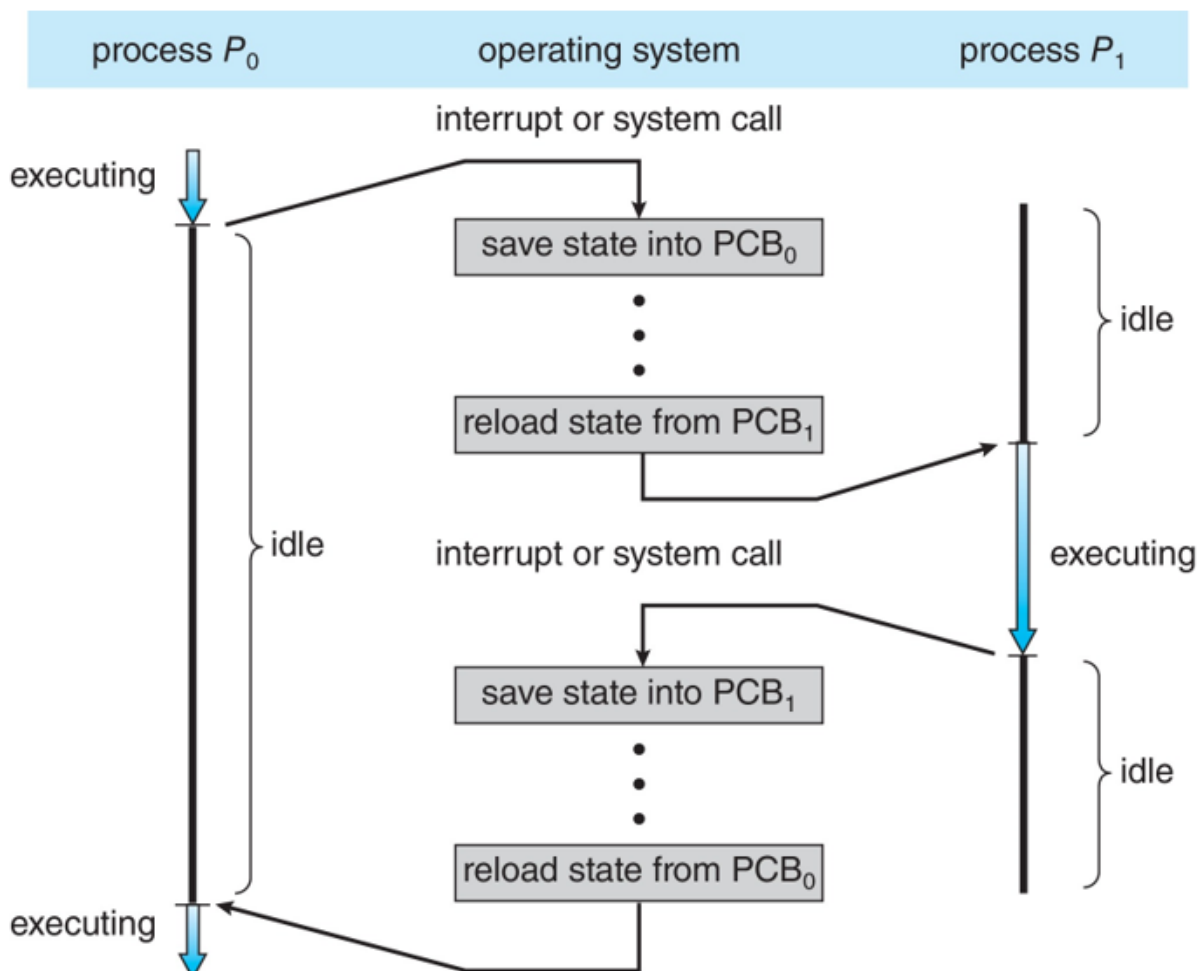 process P₀ operating system process P₁
interrupt or system call
executing
save state into PCB₀
idle
reload state from PCB₁
idle
interrupt or system call
executing
save state into PCB₁
idle
reload state from PCB₀
executing